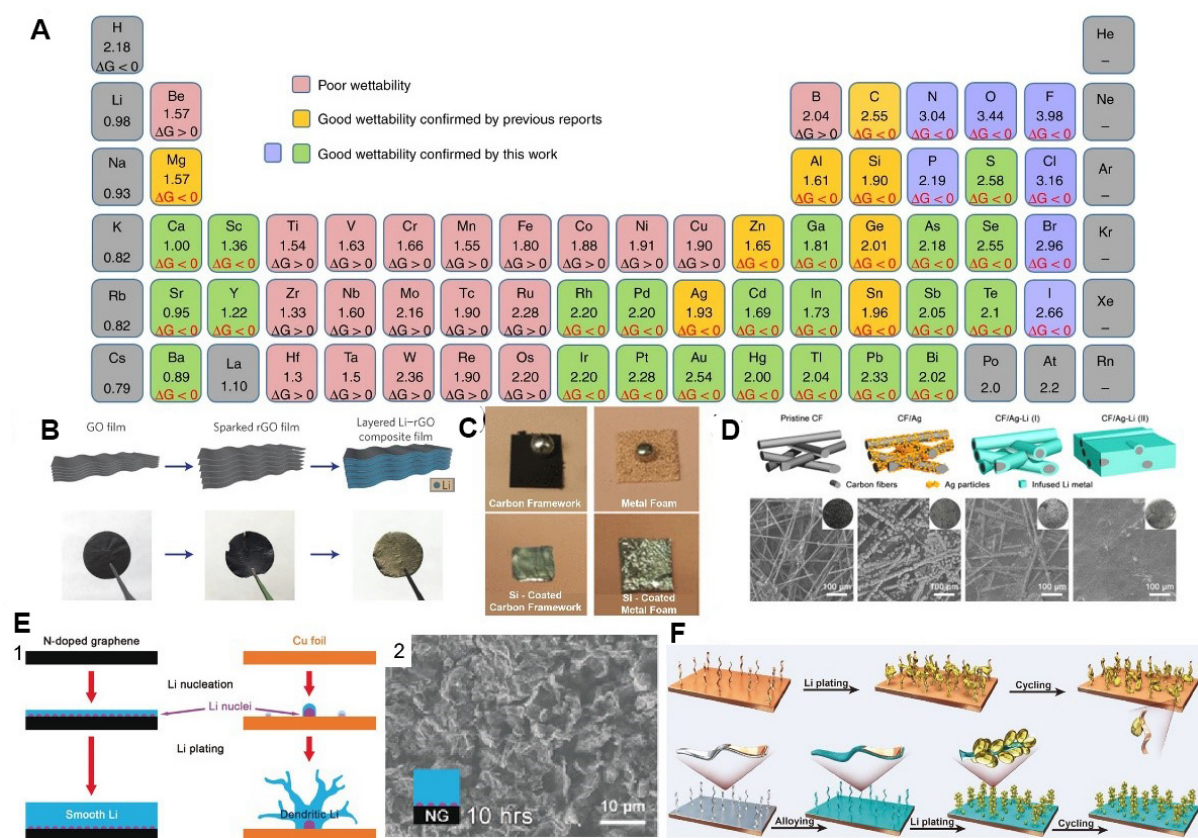 A
H
2.18
ΔG < 0
He
–
Poor wettability
Good wettability confirmed by previous reports
Good wettability confirmed by this work
Li
0.98
Be
1.57
ΔG > 0
B
2.04
ΔG > 0
C
2.55
ΔG < 0
N
3.04
ΔG < 0
O
3.44
ΔG < 0
F
3.98
ΔG < 0
Ne
–
Na
0.93
Mg
1.57
ΔG < 0
Al
1.61
ΔG < 0
Si
1.90
ΔG < 0
P
2.19
ΔG < 0
S
2.58
ΔG < 0
Cl
3.16
ΔG < 0
Ar
–
K
0.82
Ca
1.00
ΔG < 0
Sc
1.36
ΔG < 0
Ti
1.54
ΔG > 0
V
1.63
ΔG > 0
Cr
1.66
ΔG > 0
Mn
1.55
ΔG > 0
Fe
1.80
ΔG > 0
Co
1.88
ΔG > 0
Ni
1.91
ΔG > 0
Cu
1.90
ΔG > 0
Zn
1.65
ΔG < 0
Ga
1.81
ΔG < 0
Ge
2.01
ΔG < 0
As
2.18
ΔG < 0
Se
2.55
ΔG < 0
Br
2.96
ΔG < 0
Kr
–
Rb
0.82
Sr
0.95
ΔG < 0
Y
1.22
ΔG < 0
Zr
1.33
ΔG > 0
Nb
1.60
ΔG > 0
Mo
2.16
ΔG > 0
Tc
1.90
ΔG > 0
Ru
2.28
ΔG > 0
Rh
2.20
ΔG < 0
Pd
2.20
ΔG < 0
Ag
1.93
ΔG < 0
Cd
1.69
ΔG < 0
In
1.73
ΔG < 0
Sn
1.96
ΔG < 0
Sb
2.05
ΔG < 0
Te
2.1
ΔG < 0
I
2.66
ΔG < 0
Xe
–
Cs
0.79
Ba
0.89
ΔG < 0
La
1.10
Hf
1.3
ΔG > 0
Ta
1.5
ΔG > 0
W
2.36
ΔG > 0
Re
1.90
ΔG > 0
Os
2.20
ΔG > 0
Ir
2.20
ΔG < 0
Pt
2.28
ΔG < 0
Au
2.54
ΔG < 0
Hg
2.00
ΔG < 0
Tl
2.04
ΔG < 0
Pb
2.33
ΔG < 0
Bi
2.02
ΔG < 0
Po
2.0
At
2.2
Rn
–
B
GO film
Sparked rGO film
Layered Li–rGO
composite film
Li
C
Carbon Framework
Metal Foam
Si - Coated
Carbon Framework
Si - Coated
Metal Foam
D
Pristine CF
CF/Ag
CF/Ag-Li (I)
CF/Ag-Li (II)
Carbon fibers
Ag particles
Infused Li metal
100 μm
100 μm
100 μm
100 μm
E
1
N-doped graphene
Cu foil
Li nucleation
Li nuclei
Li plating
Smooth Li
Dendritic Li
2
NG
10 hrs
10 μm
F
Li plating
Cycling
Alloying
Li plating
Cycling